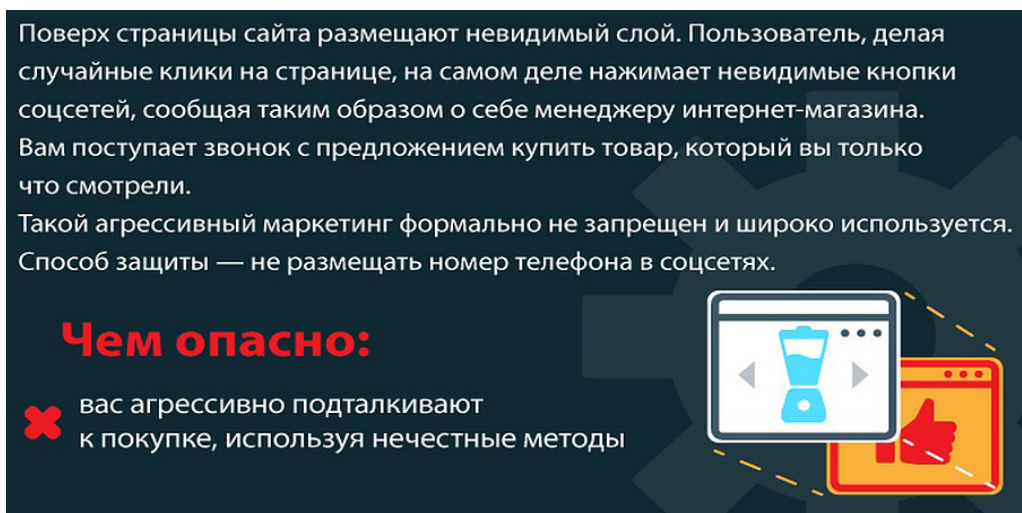 Поверх страницы сайта размещают невидимый слой. Пользователь, делая
случайные клики на странице, на самом деле нажимает невидимые кнопки
соцсетей, сообщая таким образом о себе менеджеру интернет-магазина.
Вам поступает звонок с предложением купить товар, который вы только
что смотрели.
Такой агрессивный маркетинг формально не запрещен и широко используется.
Способ защиты — не размещать номер телефона в соцсетях.
Чем опасно:
вас агрессивно подталкивают
к покупке, используя нечестные методы